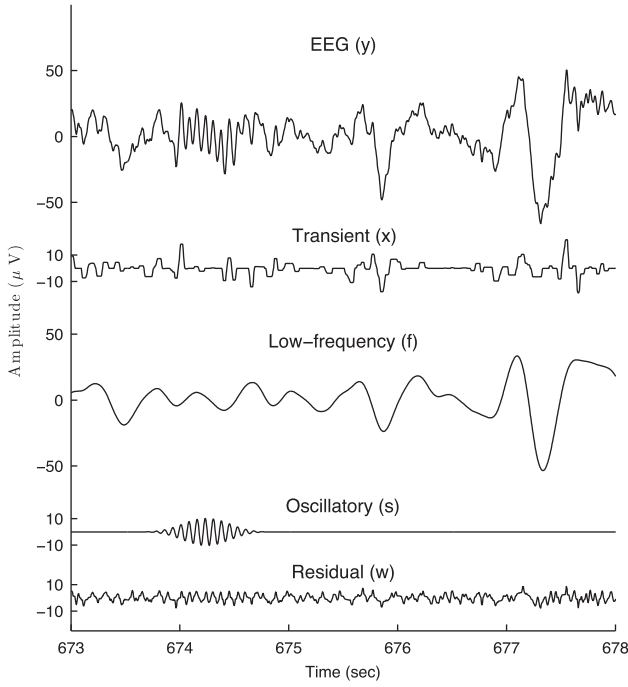 EEG (y)
50
0
−50
Transient (x)
10
−10
Low−frequency (f)
50
0
−50
Oscillatory (s)
10
−10
Residual (w)
10
−10
Amplitude (μ V)
673 674 675 676 677 678
Time (sec)